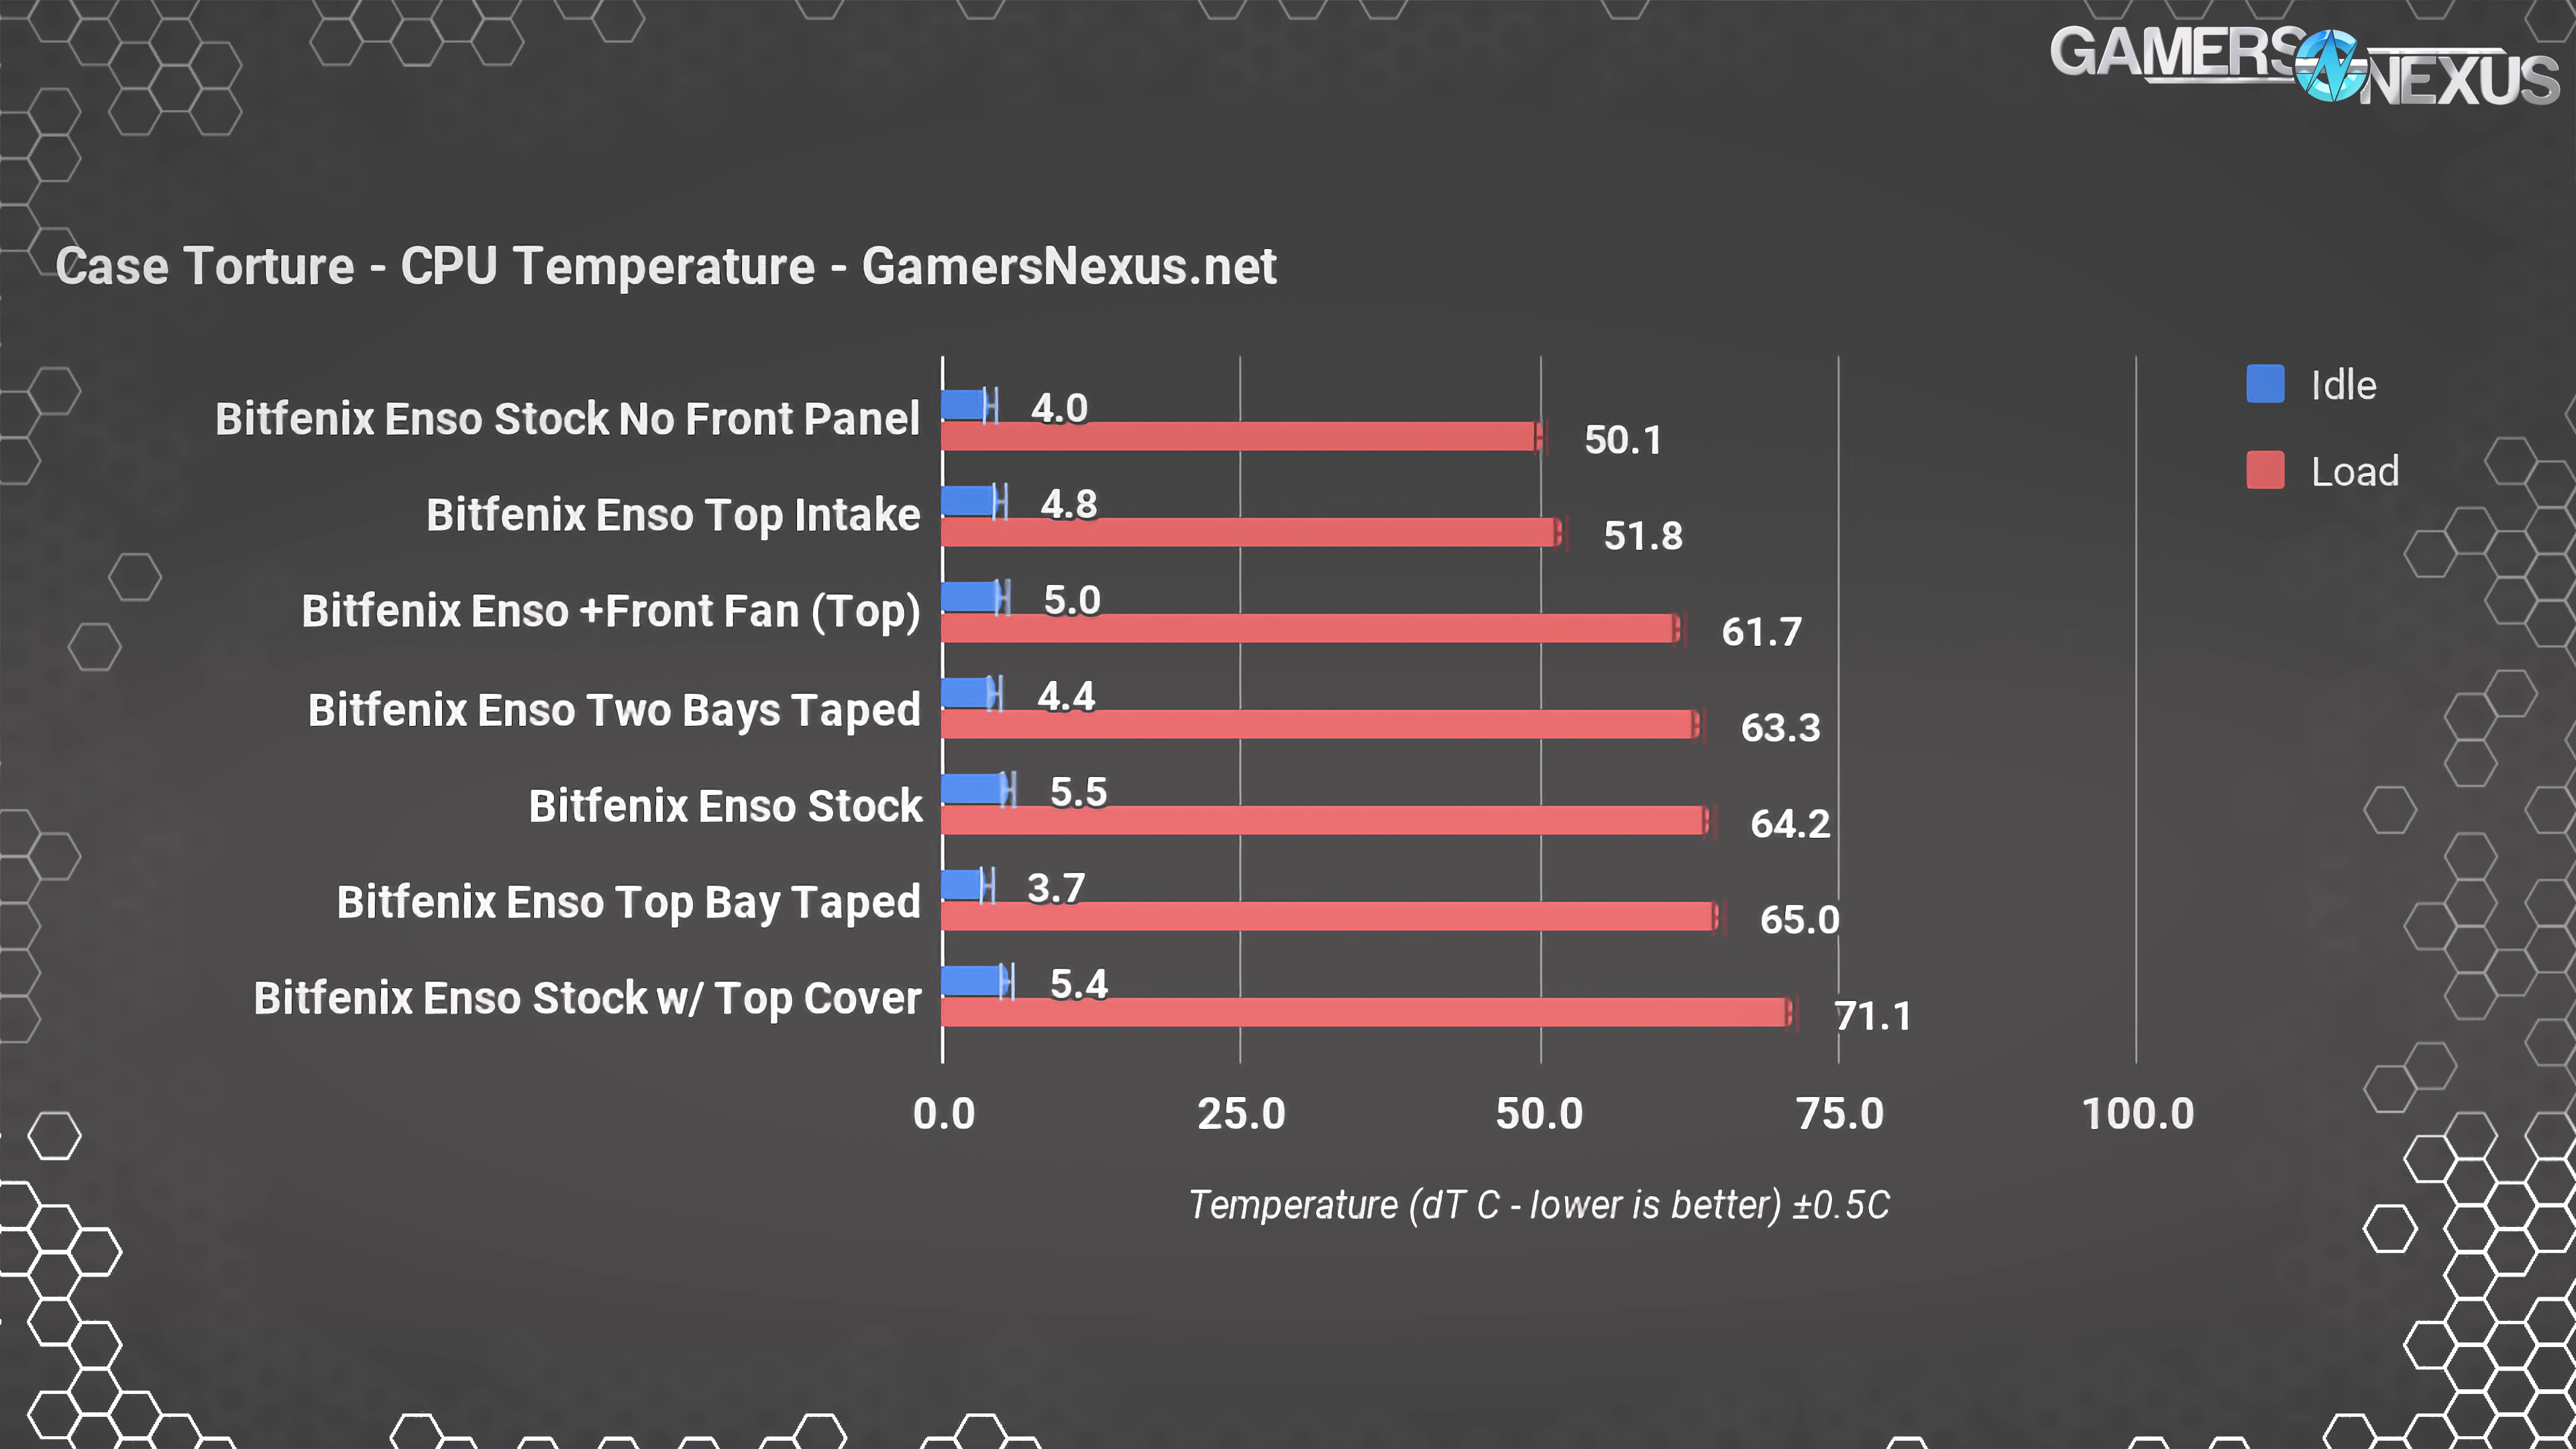 GAMERS NEXUS
Case Torture - CPU Temperature - GamersNexus.net
Idle
Load
Bitfenix Enso Stock No Front Panel 4.0 50.1
Bitfenix Enso Top Intake 4.8 51.8
Bitfenix Enso +Front Fan (Top) 5.0 61.7
Bitfenix Enso Two Bays Taped 4.4 63.3
Bitfenix Enso Stock 5.5 64.2
Bitfenix Enso Top Bay Taped 3.7 65.0
Bitfenix Enso Stock w/ Top Cover 5.4 71.1
0.0 25.0 50.0 75.0 100.0
Temperature (dT C - lower is better) ±0.5C